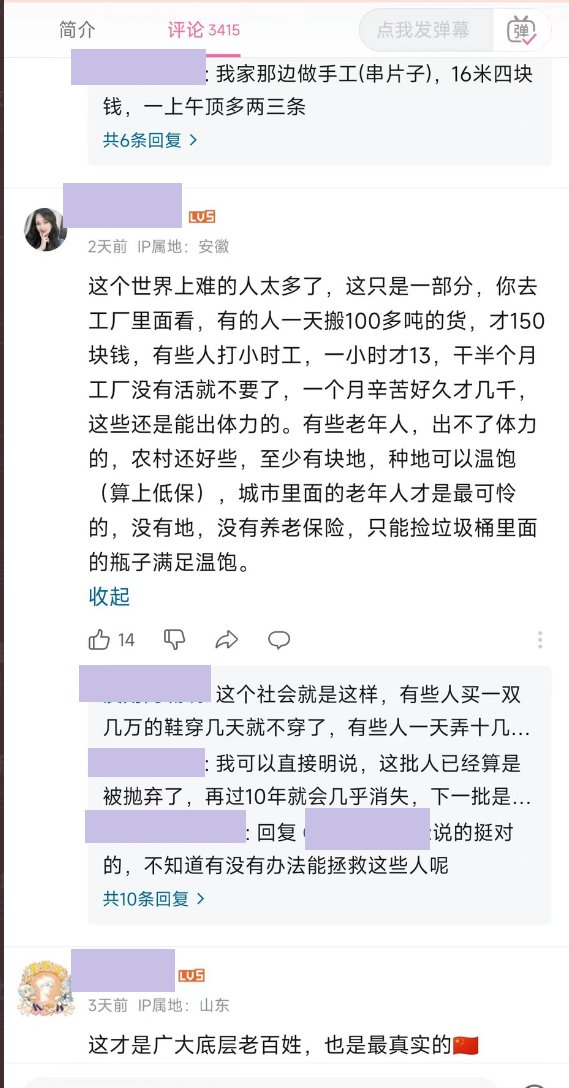 简介
评论 3415
点我发弹幕
弹
: 我家那边做手工(串片子)，16米四块
钱，一上午顶多两三条
共6条回复 >
LV5
2天前 IP属地：安徽
这个世界上难的人太多了，这只是一部分，你去
工厂里面看，有的人一天搬100多吨的货，才150
块钱，有些人打小时工，一小时才13，干半个月
工厂没有活就不要了，一个月辛苦好久才几千，
这些还是能出体力的。有些老年人，出不了体力
的，农村还好些，至少有块地，种地可以温饱
（算上低保），城市里面的老年人才是最可怜
的，没有地，没有养老保险，只能捡垃圾桶里面
的瓶子满足温饱。
收起
14
这个社会就是这样，有些人买一双
几万的鞋穿几天就不穿了，有些人一天弄十几...
: 我可以直接明说，这批人已经算是
被抛弃了，再过10年就会几乎消失，下一批是...
: 回复 说的挺对
的，不知道有没有办法能拯救这些人呢
共10条回复 >
LV5
3天前 IP属地：山东
这才是广大底层老百姓，也是最真实的🇨🇳